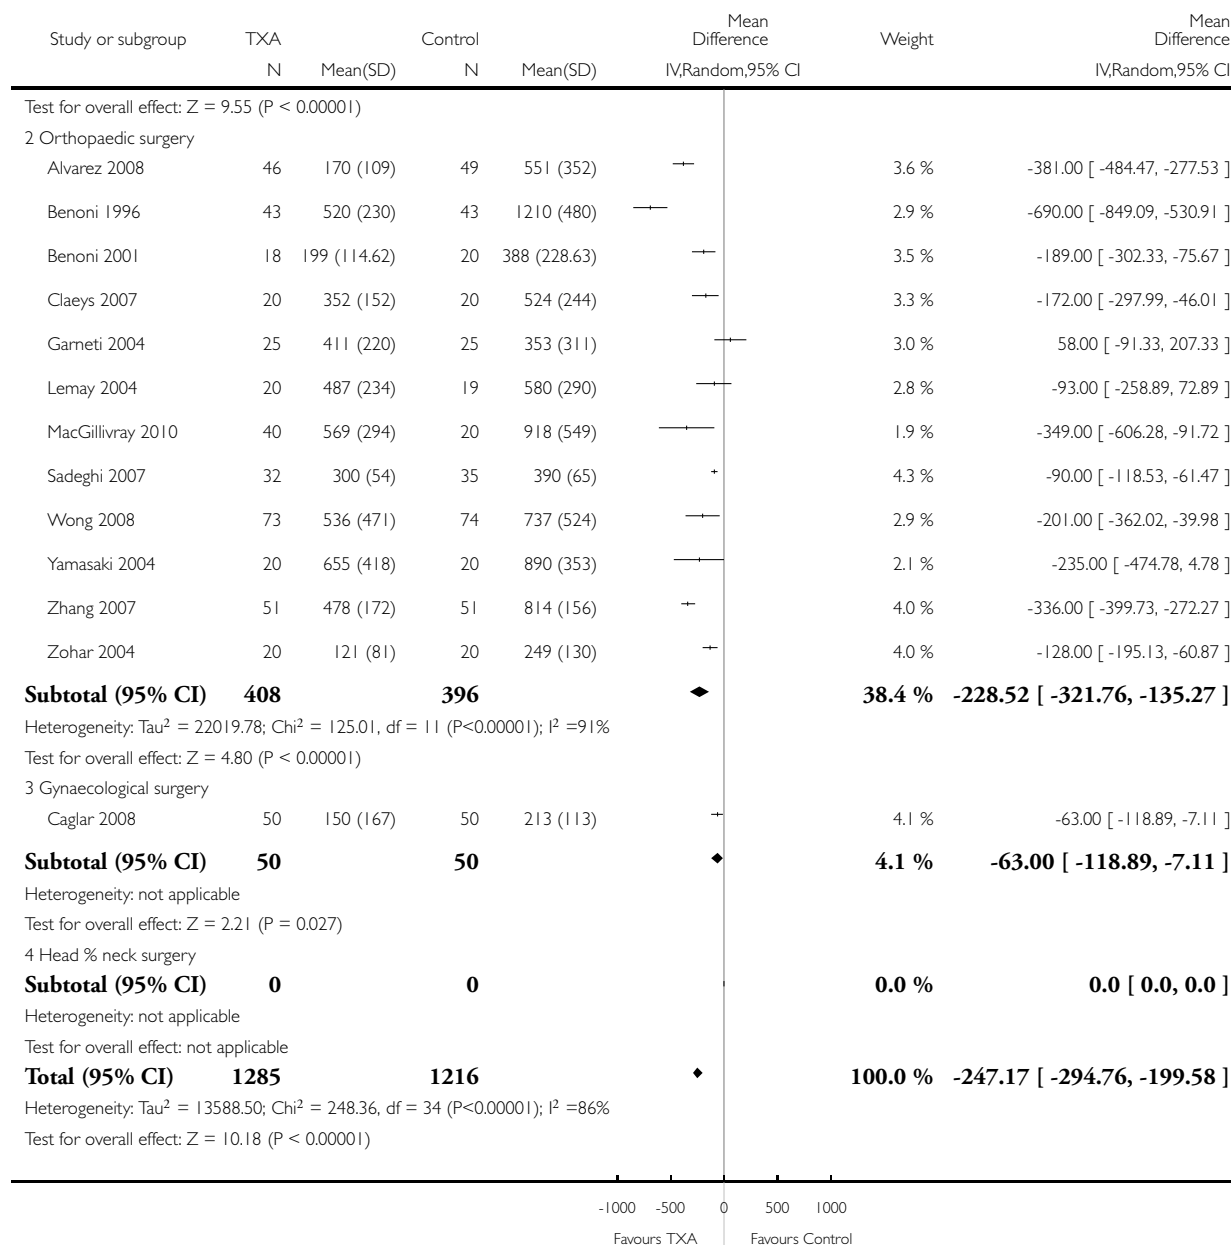 Study or subgroup TXA Control Mean Difference Weight Mean Difference
N Mean(SD) N Mean(SD) IV,Random,95% CI IV,Random,95% CI
Test for overall effect: Z = 9.55 (P < 0.00001)
2 Orthopaedic surgery
Alvarez 2008 46 170 (109) 49 551 (352) 3.6 % -381.00 [ -484.47, -277.53 ]
Benoni 1996 43 520 (230) 43 1210 (480) 2.9 % -690.00 [ -849.09, -530.91 ]
Benoni 2001 18 199 (114.62) 20 388 (228.63) 3.5 % -189.00 [ -302.33, -75.67 ]
Claeys 2007 20 352 (152) 20 524 (244) 3.3 % -172.00 [ -297.99, -46.01 ]
Garneti 2004 25 411 (220) 25 353 (311) 3.0 % 58.00 [ -91.33, 207.33 ]
Lemay 2004 20 487 (234) 19 580 (290) 2.8 % -93.00 [ -258.89, 72.89 ]
MacGillivray 2010 40 569 (294) 20 918 (549) 1.9 % -349.00 [ -606.28, -91.72 ]
Sadeghi 2007 32 300 (54) 35 390 (65) 4.3 % -90.00 [ -118.53, -61.47 ]
Wong 2008 73 536 (471) 74 737 (524) 2.9 % -201.00 [ -362.02, -39.98 ]
Yamasaki 2004 20 655 (418) 20 890 (353) 2.1 % -235.00 [ -474.78, 4.78 ]
Zhang 2007 51 478 (172) 51 814 (156) 4.0 % -336.00 [ -399.73, -272.27 ]
Zohar 2004 20 121 (81) 20 249 (130) 4.0 % -128.00 [ -195.13, -60.87 ]
Subtotal (95% CI) 408 396 38.4 % -228.52 [ -321.76, -135.27 ]
Heterogeneity: Tau² = 22019.78; Chi² = 125.01, df = 11 (P<0.00001); I² =91%
Test for overall effect: Z = 4.80 (P < 0.00001)
3 Gynaecological surgery
Caglar 2008 50 150 (167) 50 213 (113) 4.1 % -63.00 [ -118.89, -7.11 ]
Subtotal (95% CI) 50 50 4.1 % -63.00 [ -118.89, -7.11 ]
Heterogeneity: not applicable
Test for overall effect: Z = 2.21 (P = 0.027)
4 Head % neck surgery
Subtotal (95% CI) 0 0 0.0 % 0.0 [ 0.0, 0.0 ]
Heterogeneity: not applicable
Test for overall effect: not applicable
Total (95% CI) 1285 1216 100.0 % -247.17 [ -294.76, -199.58 ]
Heterogeneity: Tau² = 13588.50; Chi² = 248.36, df = 34 (P<0.00001); I² =86%
Test for overall effect: Z = 10.18 (P < 0.00001)
-1000 -500 0 500 1000
Favours TXA Favours Control